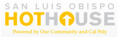 SAN LUIS OBISPO
HOTHOUSE
Powered by Our Community and Cal Poly